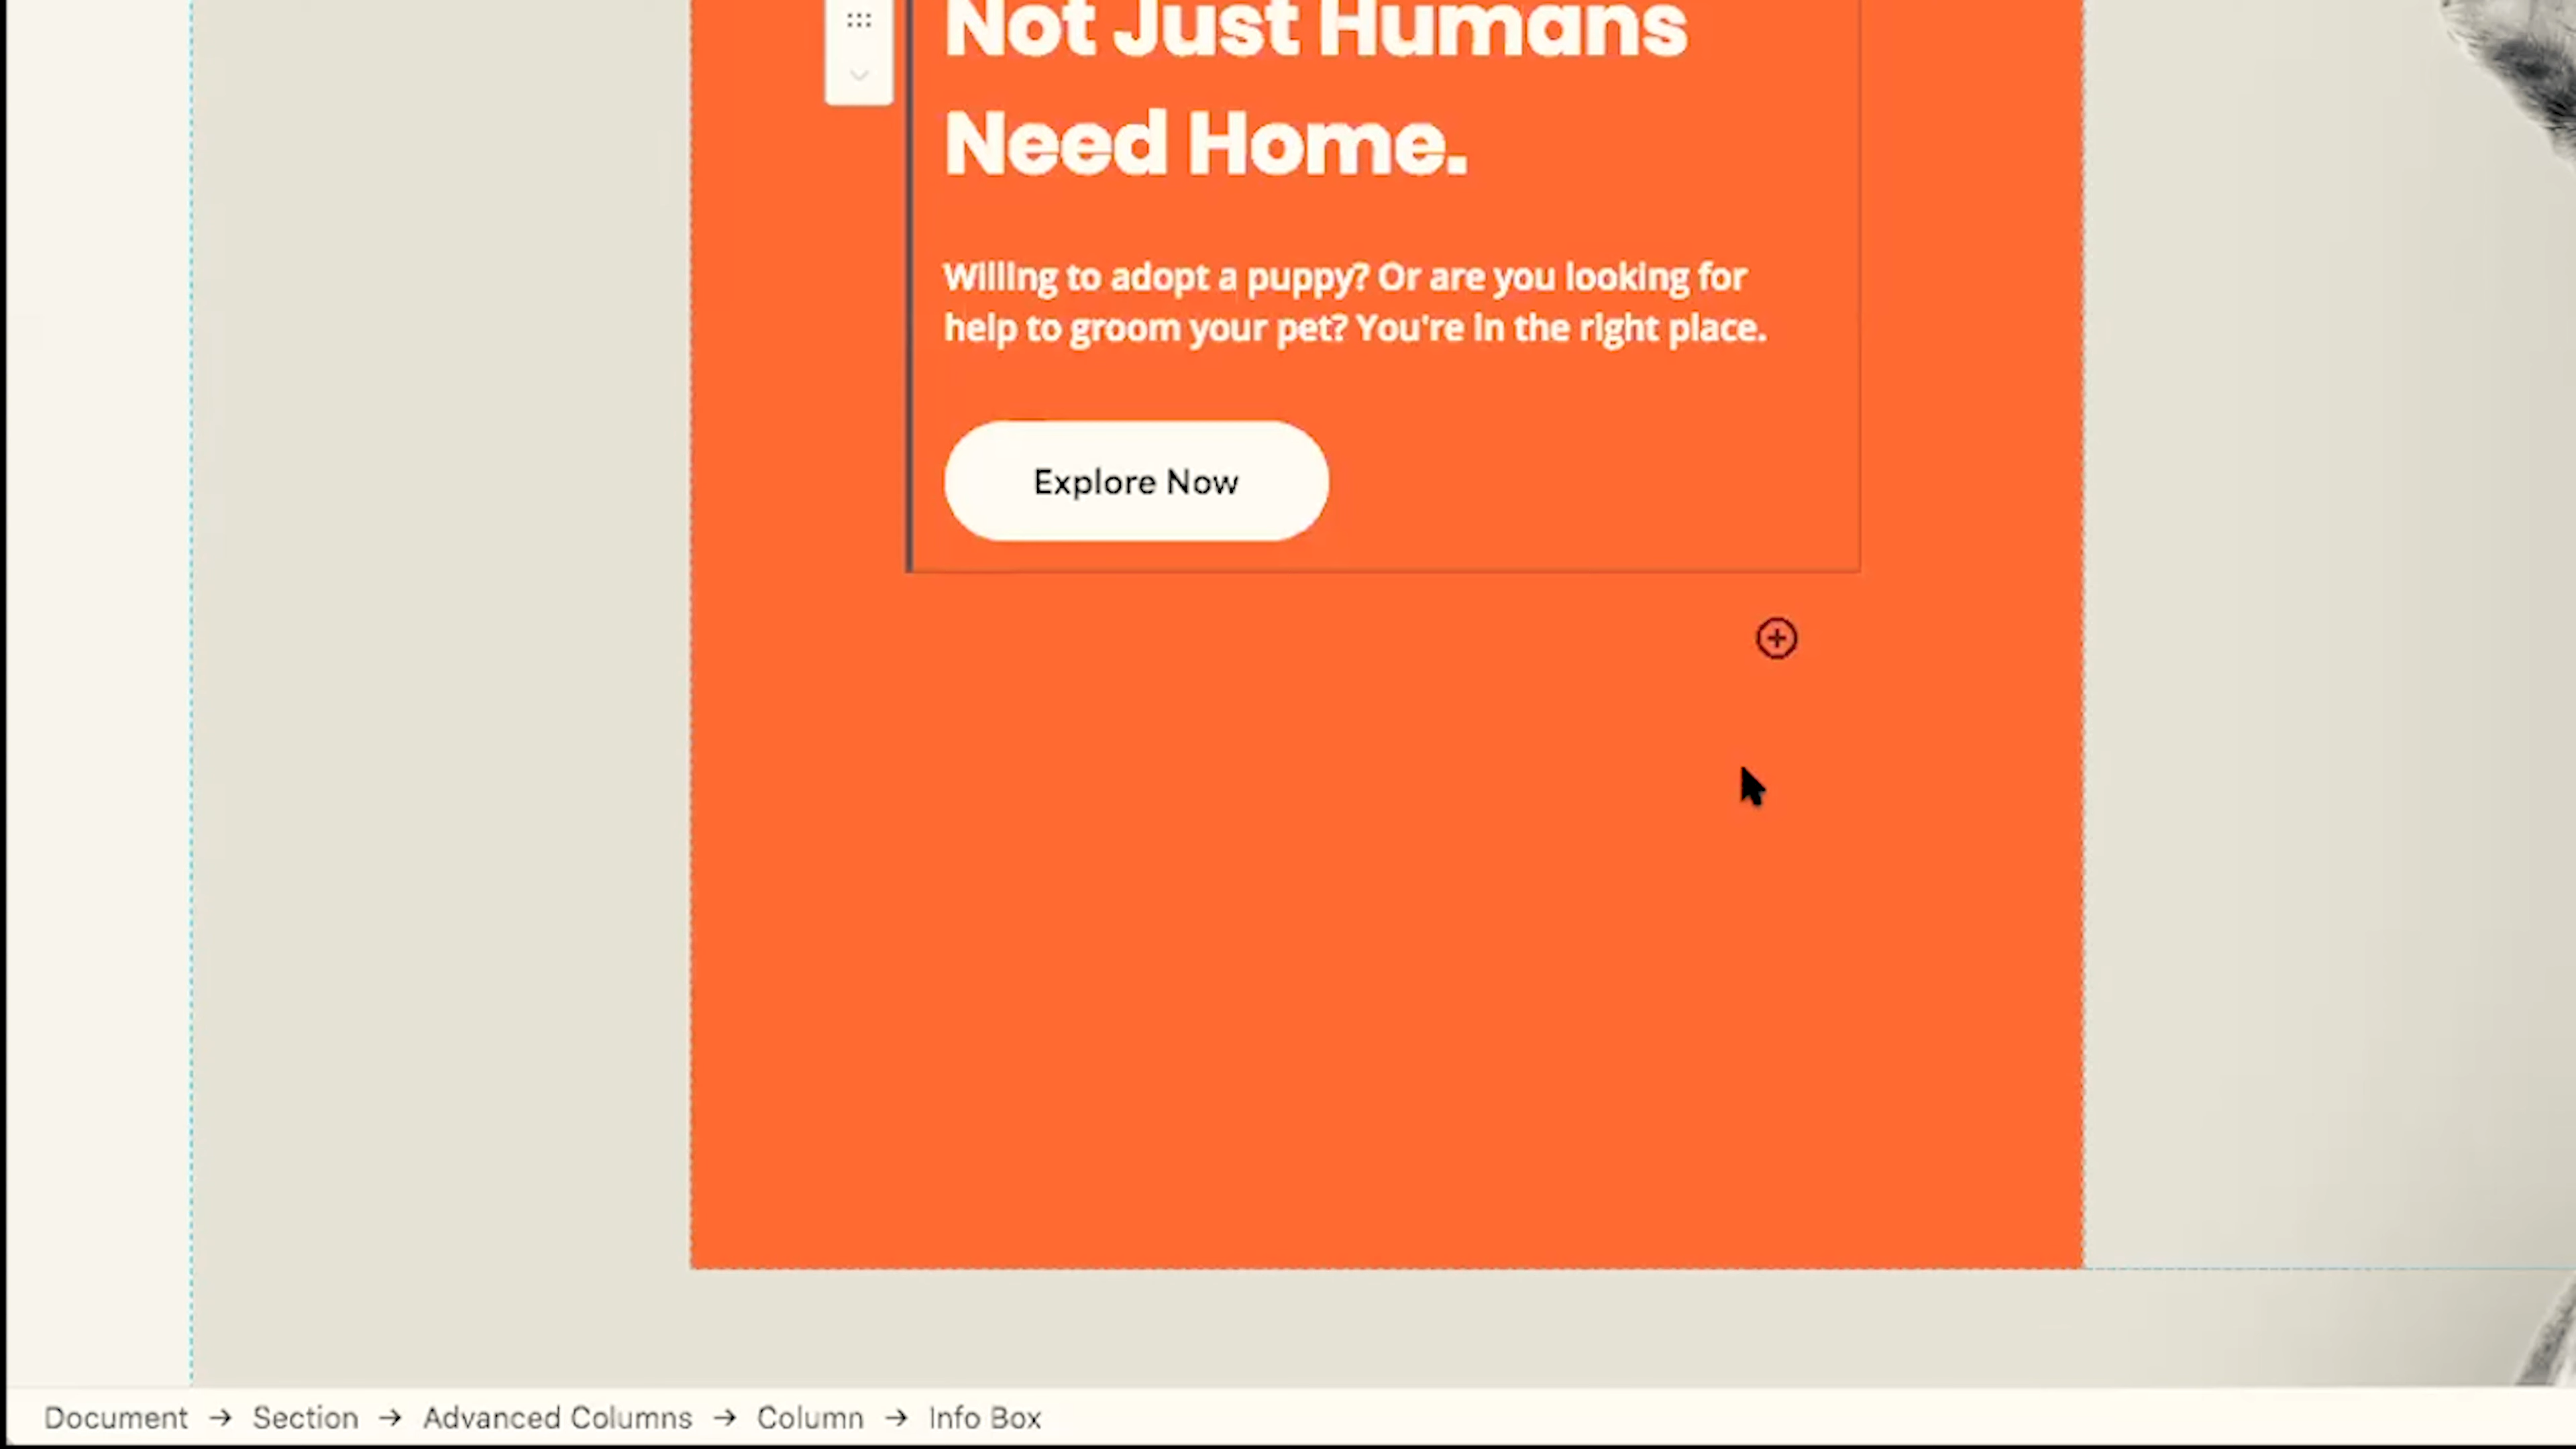 Not Just Humans
Need Home.
Willing to adopt a puppy? Or are you looking for
help to groom your pet? You're in the right place.
Explore Now
Document → Section → Advanced Columns → Column → Info Box